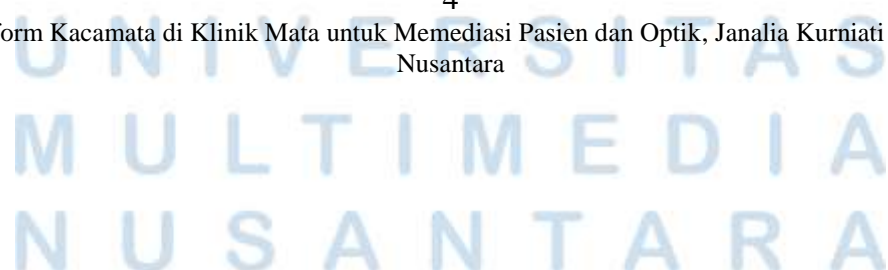 4
form Kacamata di Klinik Mata untuk Memediasi Pasien dan Optik, Janalia Kurniati
UNIVERSITAS
Nusantara
MULTIMEDIA
NUSANTARA